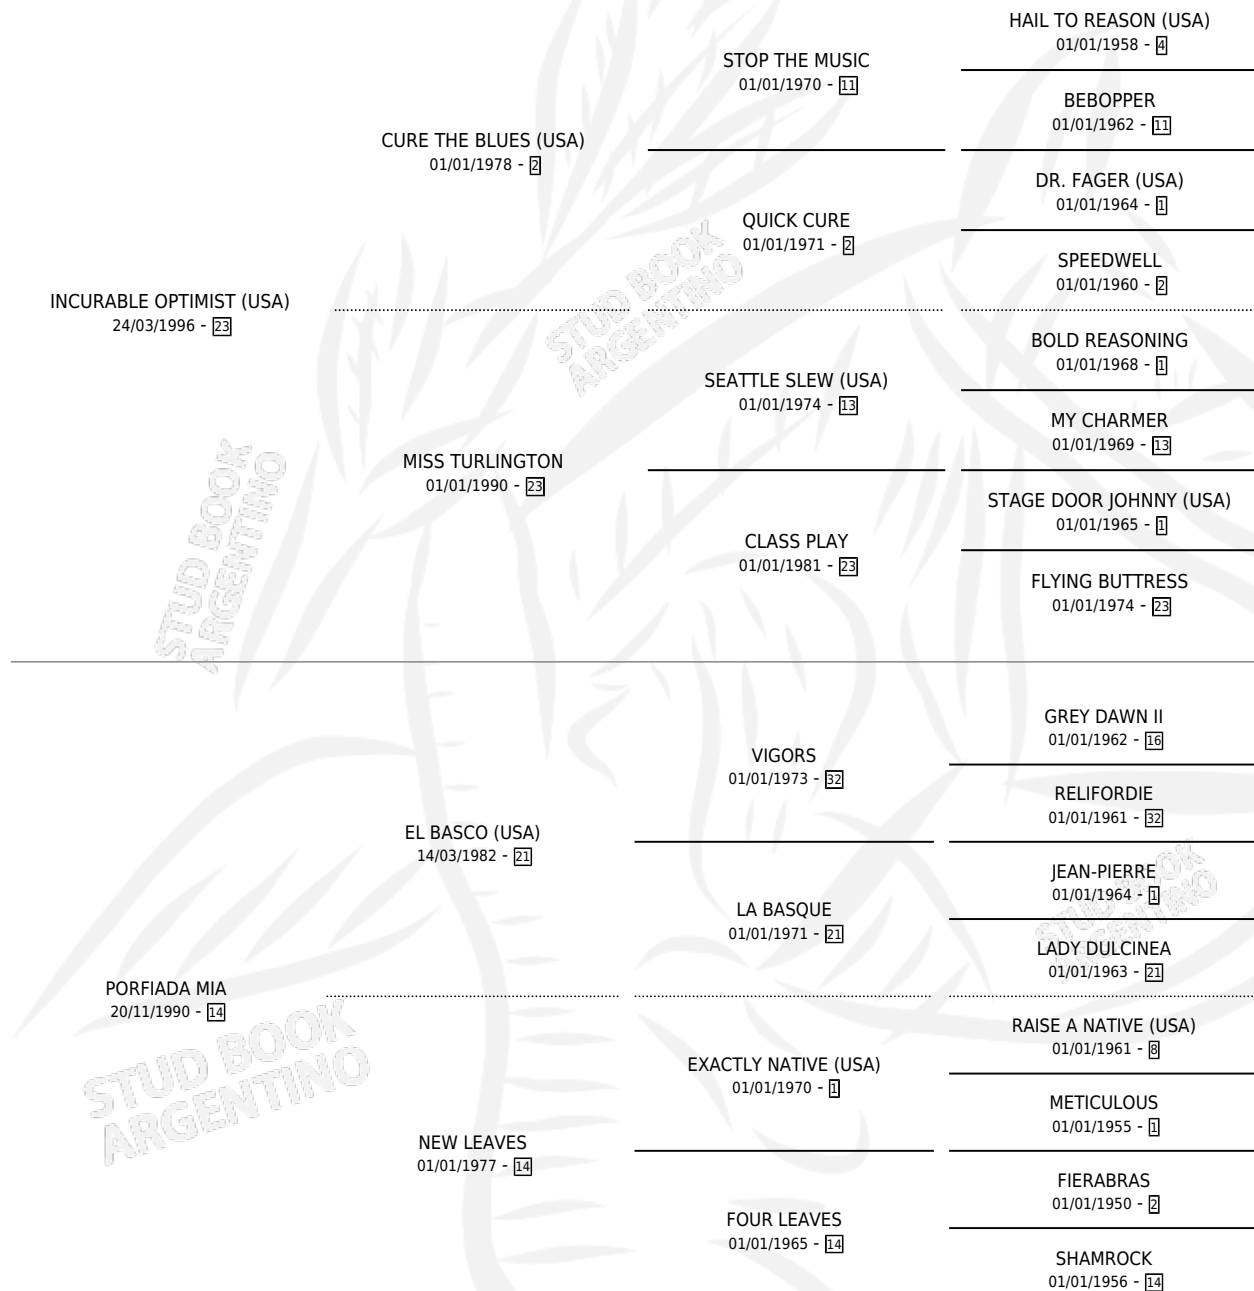 INCURABLE OPTIMIST (USA)
24/03/1996 - 23
CURE THE BLUES (USA)
01/01/1978 - 2
STOP THE MUSIC
01/01/1970 - 11
HAIL TO REASON (USA)
01/01/1958 - 4
BEBOPPER
01/01/1962 - 11
QUICK CURE
01/01/1971 - 2
DR. FAGER (USA)
01/01/1964 - 1
SPEEDWELL
01/01/1960 - 2
MISS TURLINGTON
01/01/1990 - 23
SEATTLE SLEW (USA)
01/01/1974 - 13
BOLD REASONING
01/01/1968 - 1
MY CHARMER
01/01/1969 - 13
CLASS PLAY
01/01/1981 - 23
STAGE DOOR JOHNNY (USA)
01/01/1965 - 1
FLYING BUTTRESS
01/01/1974 - 23
PORFIADA MIA
20/11/1990 - 14
EL BASCO (USA)
14/03/1982 - 21
VIGORS
01/01/1973 - 32
GREY DAWN II
01/01/1962 - 16
RELIFORDIE
01/01/1961 - 32
LA BASQUE
01/01/1971 - 21
JEAN-PIERRE
01/01/1964 - 1
LADY DULCINEA
01/01/1963 - 21
NEW LEAVES
01/01/1977 - 14
EXACTLY NATIVE (USA)
01/01/1970 - 1
RAISE A NATIVE (USA)
01/01/1961 - 8
METICULOUS
01/01/1955 - 1
FOUR LEAVES
01/01/1965 - 14
FIERABRAS
01/01/1950 - 2
SHAMROCK
01/01/1956 - 14
STUD BOOK
ARGENTINO
STUD BOOK
ARGENTINO
STUD BOOK
ARGENTINO
STUD BOOK
ARGENTINO